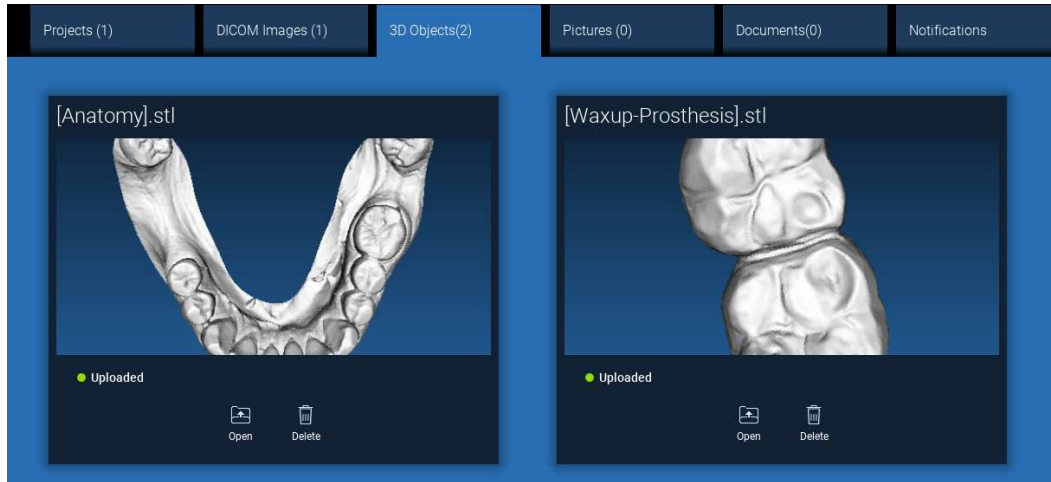 Projects (1)
DICOM Images (1)
3D Objects(2)
Pictures (0)
Documents(0)
Notifications
[Anatomy].stl
Uploaded
Open
Delete
[Waxup-Prosthesis].stl
Uploaded
Open
Delete